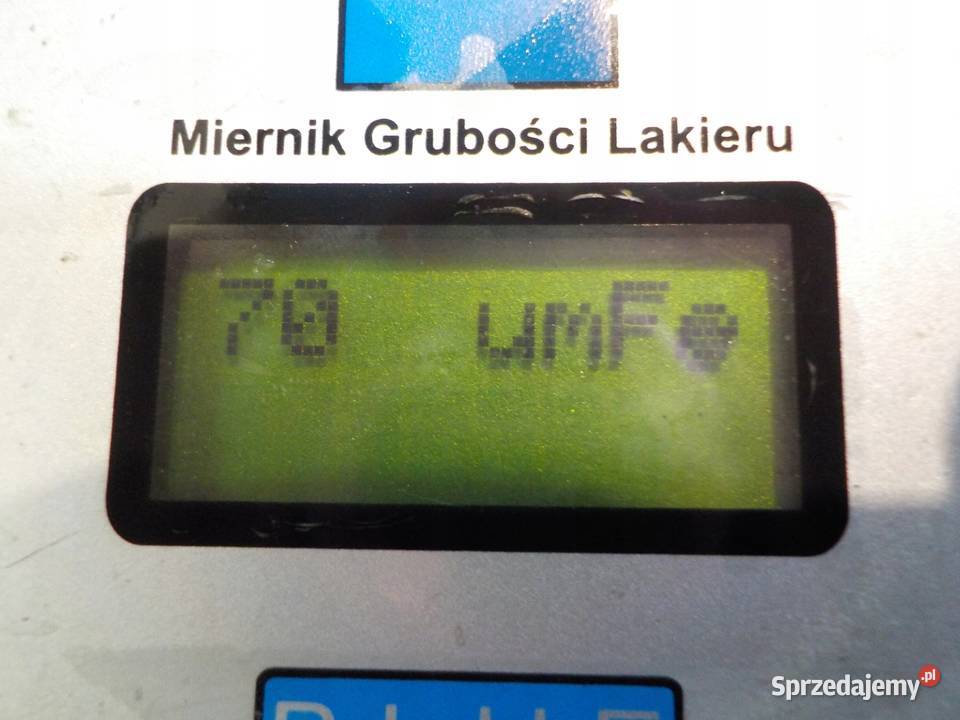 Miernik Grubości Lakieru
70 umFe
Sprzedajemy.pl